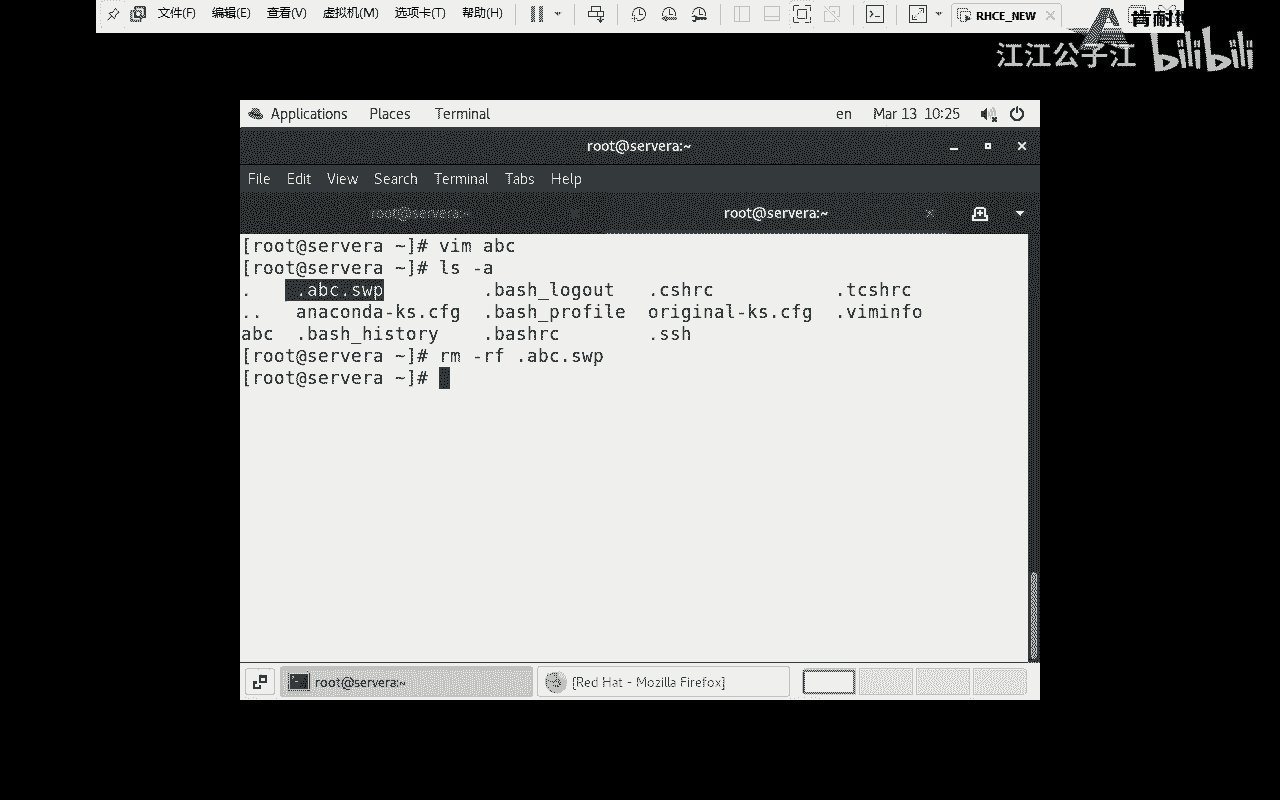 文件(F) 编辑(E) 查看(V) 虚拟机(M) 选项卡(T) 帮助(H) RHCE_NEW
肯耐
江江公子江 bilibili
Applications Places Terminal en Mar 13 10:25
root@servera:~
File Edit View Search Terminal Tabs Help
root@servera:~ root@servera:~
[root@servera ~]# vim abc
[root@servera ~]# ls -a
. .abc.swp .bash_logout .cshrc .tcshrc
.. anaconda-ks.cfg .bash_profile original-ks.cfg .viminfo
abc .bash_history .bashrc .ssh
[root@servera ~]# rm -rf .abc.swp
[root@servera ~]#
root@servera:~ [Red Hat - Mozilla Firefox]